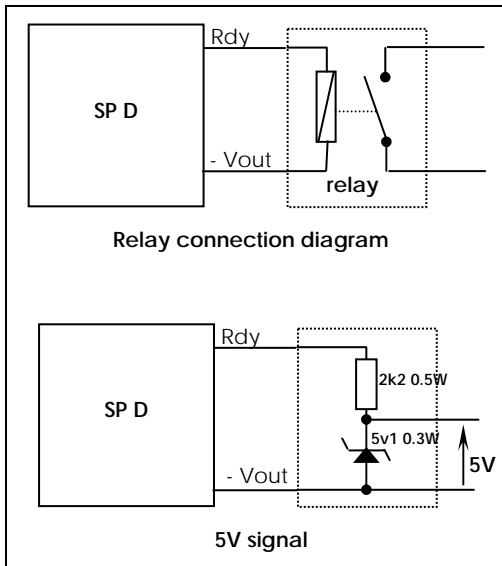 Rdy
SP D
- Vout
relay
Relay connection diagram
Rdy
2k2 0.5W
SP D
5v1 0.3W
5V
- Vout
5V signal